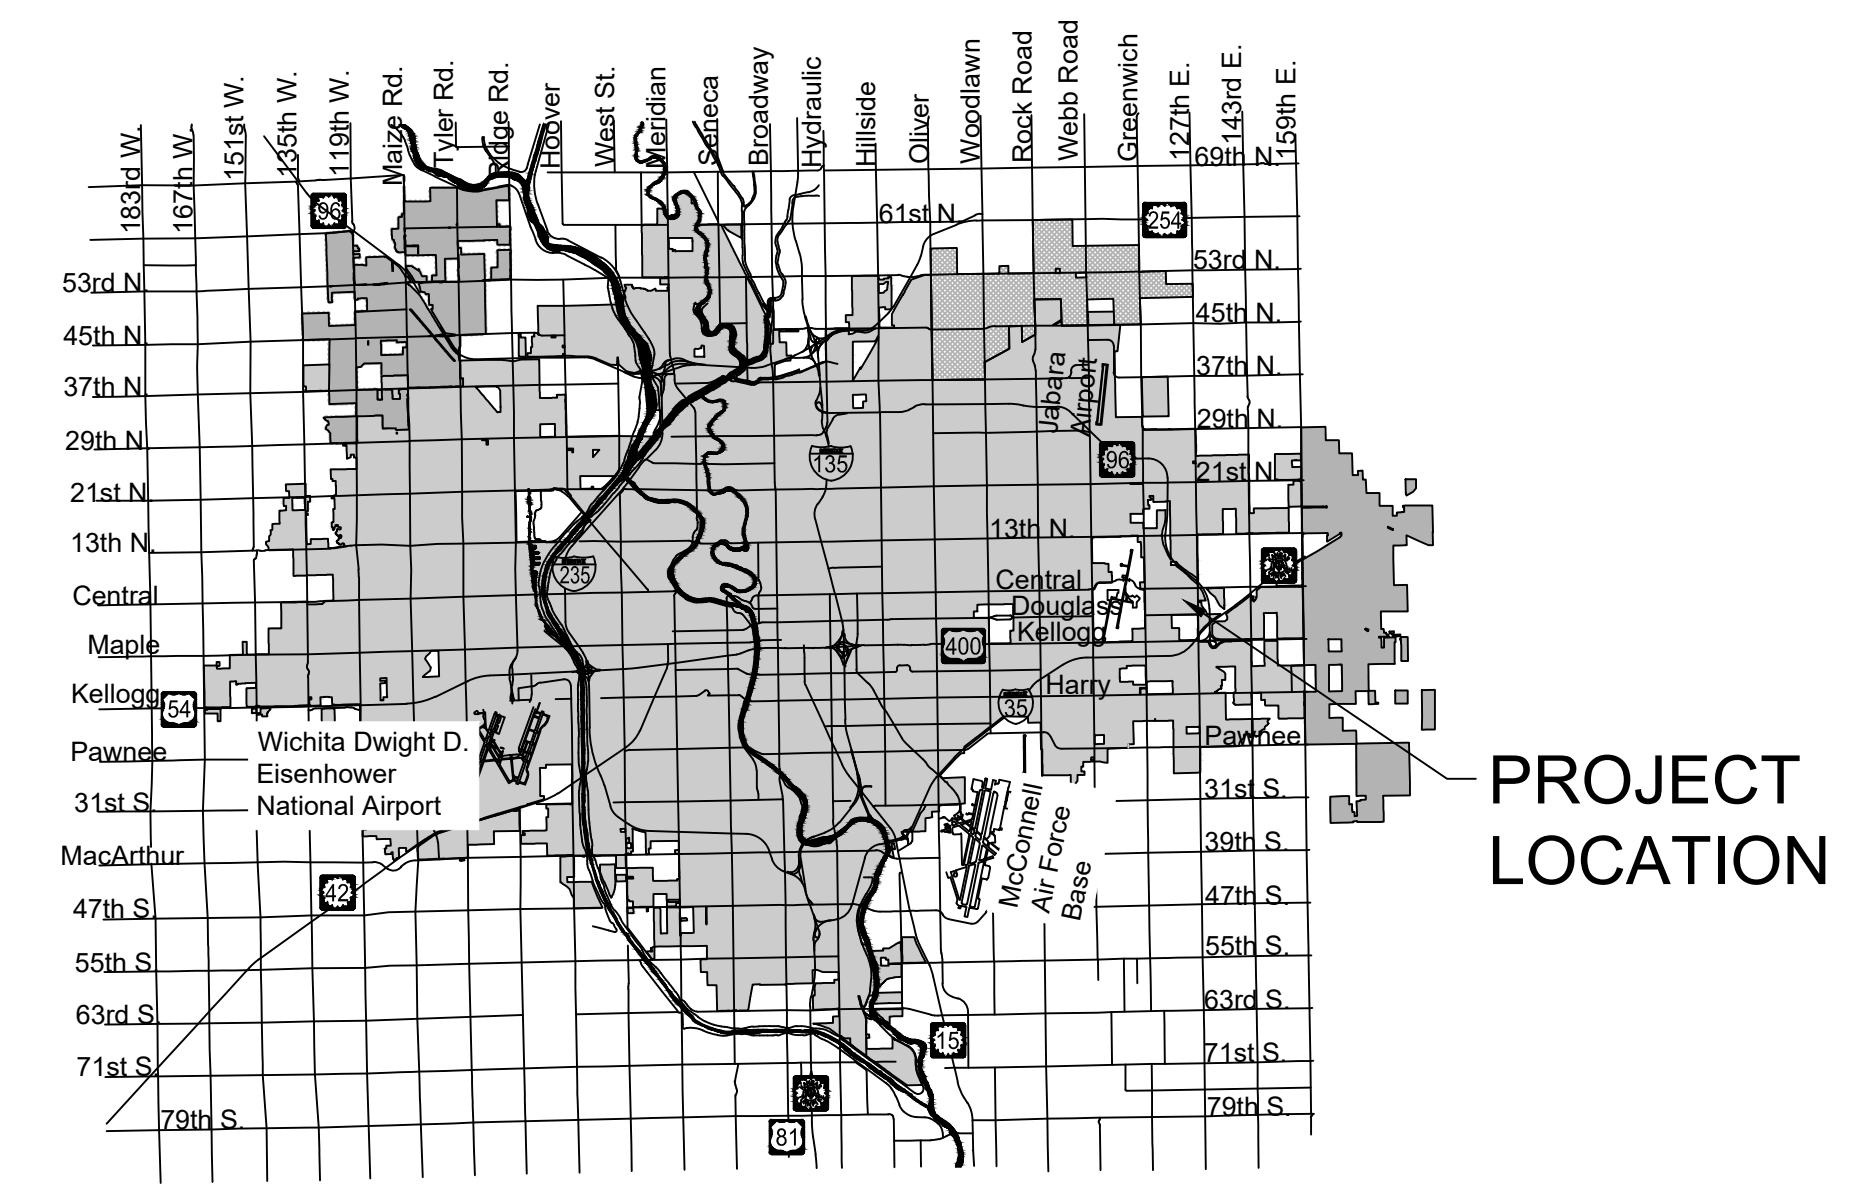 183rd W.
167th W.
151st W.
135th W.
119th W.
Maize Rd.
Tyler Rd.
Ridge Rd.
Hoover
West St.
Meridian
Seneca
Broadway
Hydraulic
Hillside
Oliver
Woodlawn
Rock Road
Webb Road
Greenwich
127th E.
143rd E.
159th E.
69th N.
96
61st N.
254
53rd N.
53rd N.
45th N.
45th N.
37th N.
37th N.
Jabara
Airport
29th N.
29th N.
135
96
21st N.
21st N.
13th N.
13th N.
235
Central
Central
Douglass
Kellogg
Maple
400
Kellogg
54
Harry
35
Pawnee
Pawnee
Wichita Dwight D.
Eisenhower
National Airport
PROJECT
LOCATION
31st S.
31st S.
McConnell
Air Force
Base
MacArthur
39th S.
42
47th S.
47th S.
55th S.
55th S.
63rd S.
63rd S.
15
71st S.
71st S.
79th S.
79th S.
81